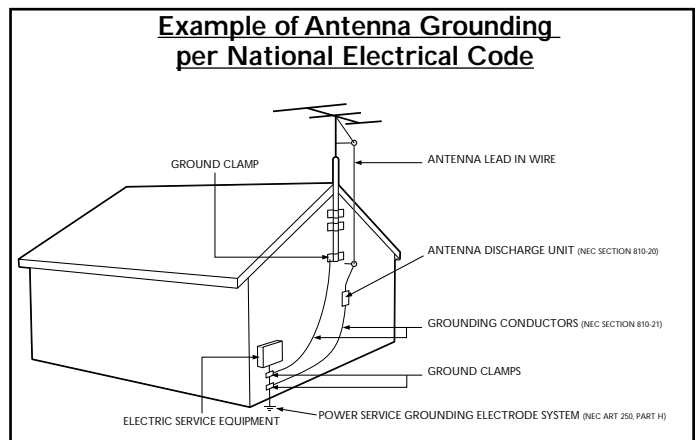 Example of Antenna Grounding
per National Electrical Code
GROUND CLAMP
ANTENNA LEAD IN WIRE
ANTENNA DISCHARGE UNIT (NEC SECTION 810-20)
GROUNDING CONDUCTORS (NEC SECTION 810-21)
GROUND CLAMPS
ELECTRIC SERVICE EQUIPMENT
POWER SERVICE GROUNDING ELECTRODE SYSTEM (NEC ART 250, PART H)